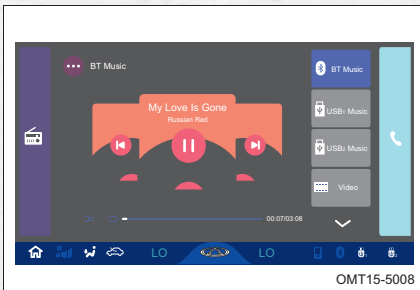 BT Music
BT Music
My Love Is Gone
Russian Red
USB₁ Music
USB₂ Music
Video
00:07/03:08
LO
LO
OMT15-5008